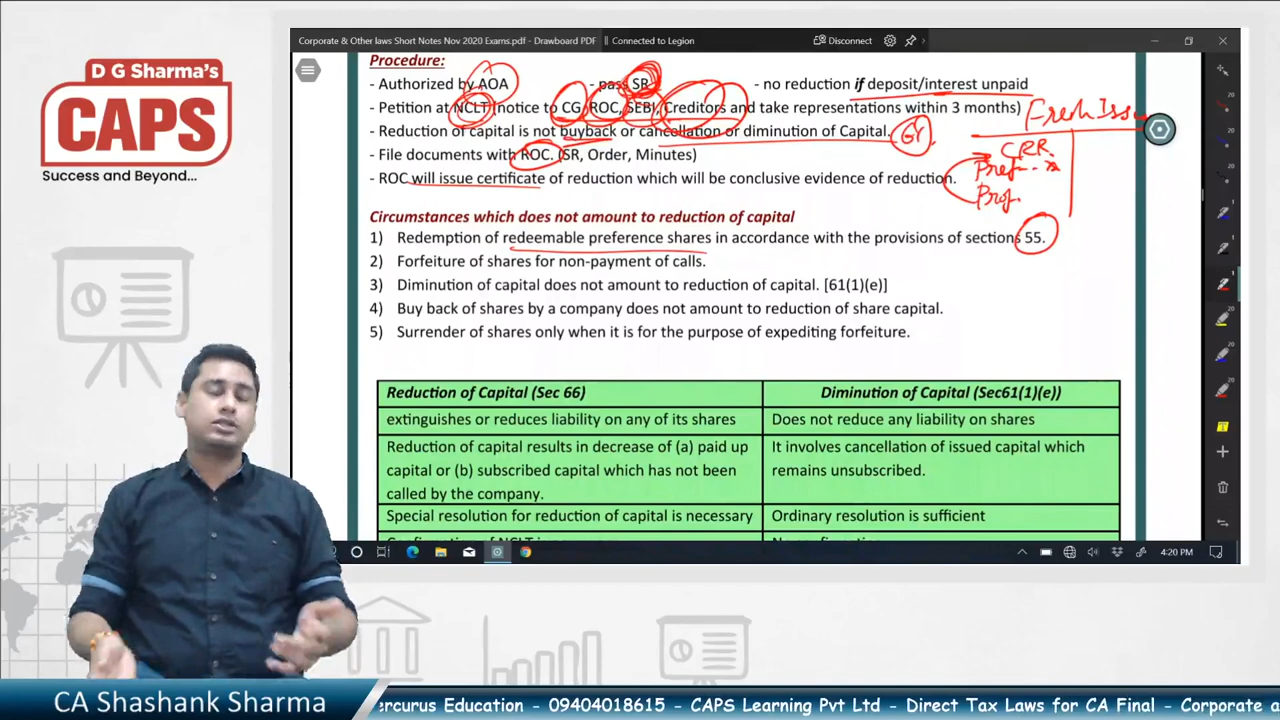 D G Sharma's
CAPS
Success and Beyond...
Corporate & Other laws Short Notes Nov 2020 Exams.pdf - Drawboard PDF
Connected to Legion
Disconnect
Procedure:
- Authorized by AOA - pass SR - no reduction if deposit/interest unpaid
- Petition at NCLT (notice to CG, ROC, SEBI, Creditors and take representations within 3 months)
- Reduction of capital is not buyback or cancellation or diminution of Capital. 61
- File documents with ROC. (SR, Order, Minutes)
- ROC will issue certificate of reduction which will be conclusive evidence of reduction.
Fresh Issu
CRR
Circumstances which does not amount to reduction of capital
1) Redemption of redeemable preference shares in accordance with the provisions of sections 55.
2) Forfeiture of shares for non-payment of calls.
3) Diminution of capital does not amount to reduction of capital. [61(1)(e)]
4) Buy back of shares by a company does not amount to reduction of share capital.
5) Surrender of shares only when it is for the purpose of expediting forfeiture.
Reduction of Capital (Sec 66) Diminution of Capital (Sec61(1)(e))
extinguishes or reduces liability on any of its shares Does not reduce any liability on shares
Reduction of capital results in decrease of (a) paid up It involves cancellation of issued capital which
capital or (b) subscribed capital which has not been remains unsubscribed.
called by the company.
Special resolution for reduction of capital is necessary Ordinary resolution is sufficient
4:20 PM
CA Shashank Sharma
ercurus Education - 09404018615 - CAPS Learning Pvt Ltd - Direct Tax Laws for CA Final - Corporate a